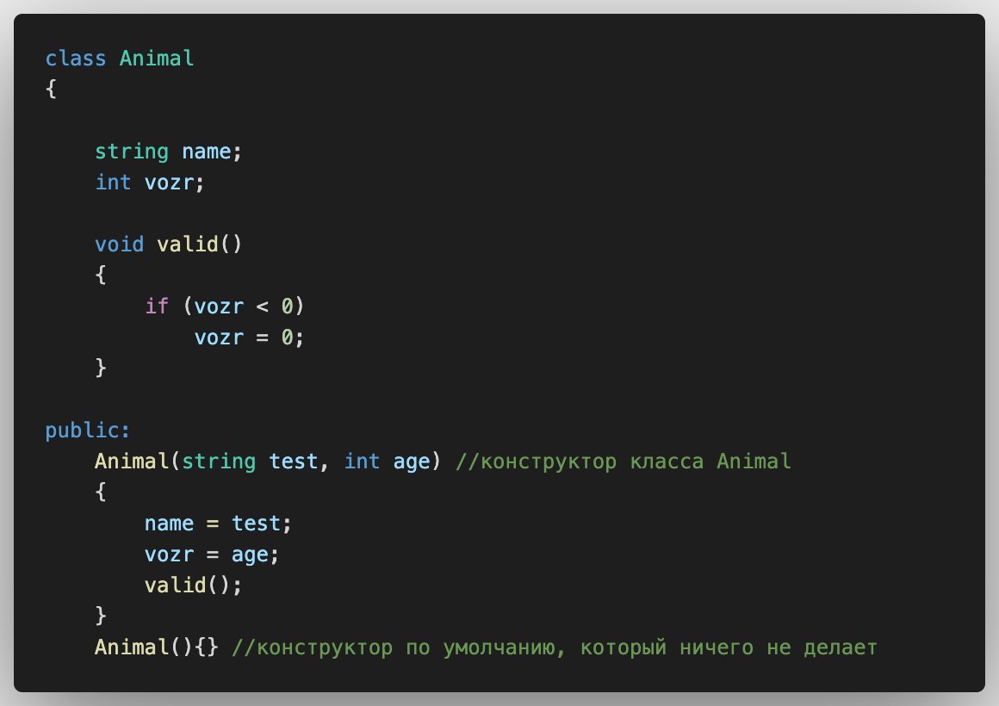 class Animal
{
string name;
int vozr;
void valid()
{
if (vozr < 0)
vozr = 0;
}
public:
Animal(string test, int age) //конструктор класса Animal
{
name = test;
vozr = age;
valid();
}
Animal(){} //конструктор по умолчанию, который ничего не делает